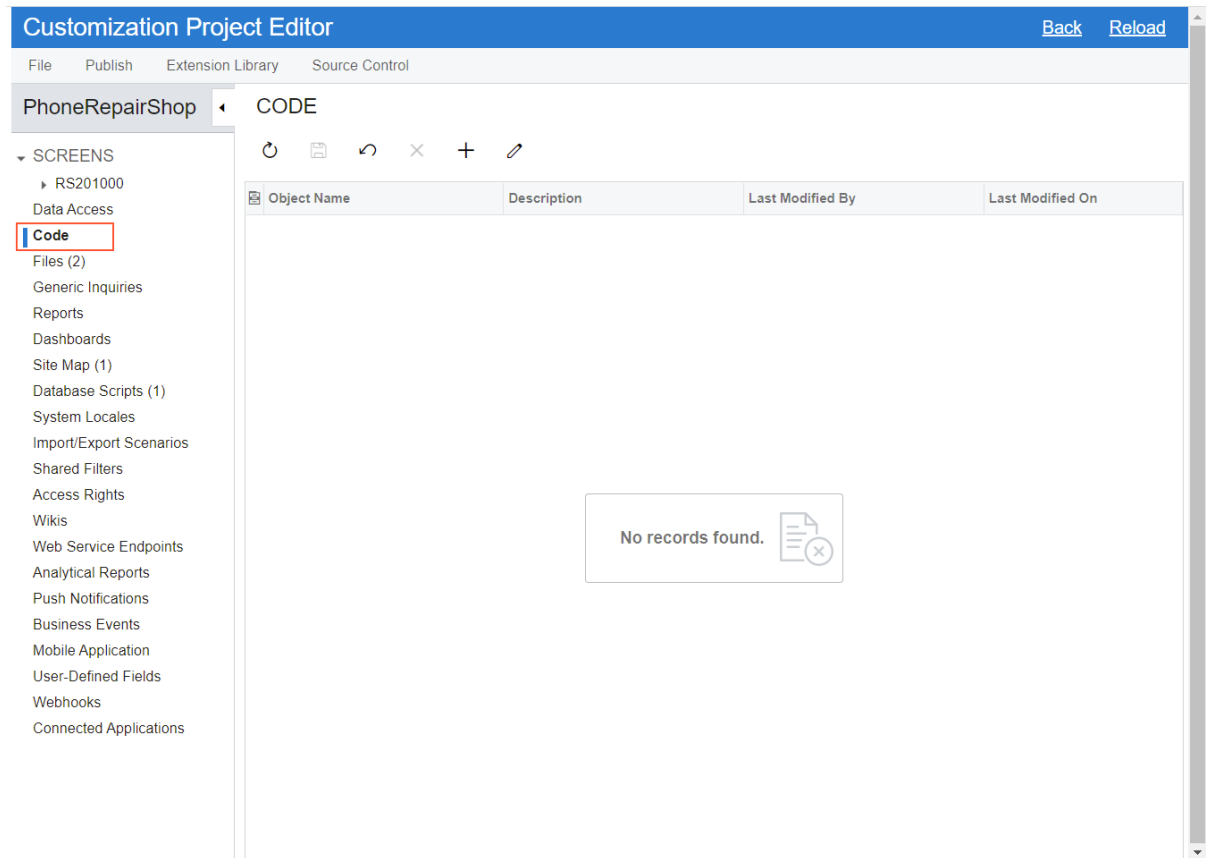 Customization Project Editor Back Reload
File Publish Extension Library Source Control
PhoneRepairShop
CODE
SCREENS
RS201000
Data Access
Code
Files (2)
Generic Inquiries
Reports
Dashboards
Site Map (1)
Database Scripts (1)
System Locales
Import/Export Scenarios
Shared Filters
Access Rights
Wikis
Web Service Endpoints
Analytical Reports
Push Notifications
Business Events
Mobile Application
User-Defined Fields
Webhooks
Connected Applications
Object Name Description Last Modified By Last Modified On
No records found.